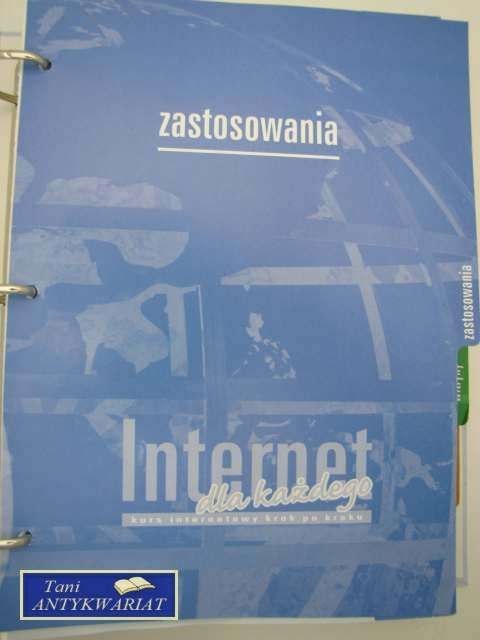 zastosowania
zastosowania
Internet
dla każdego
kurs internetowy krok po kroku
Tani
ANTYKWARIAT